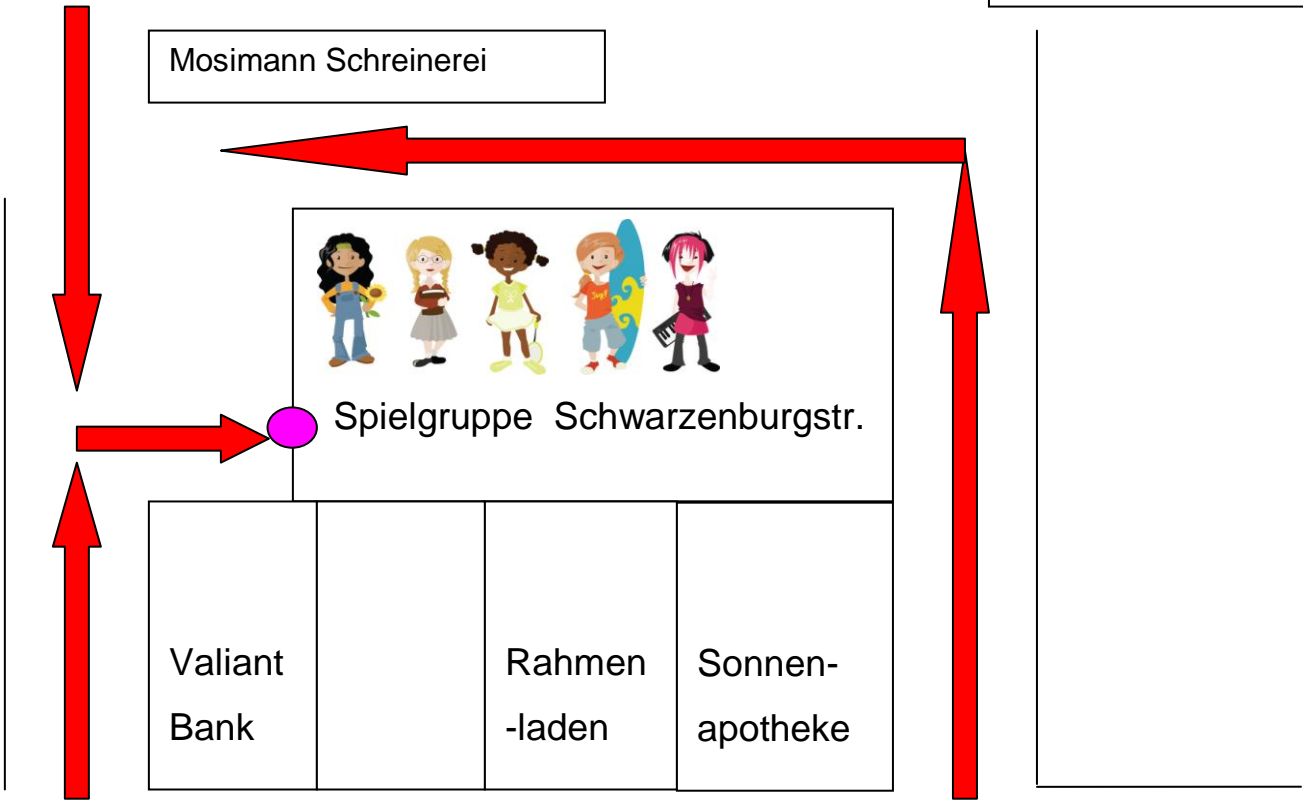 Mosimann Schreinerei
Spielgruppe Schwarzenburgstr.
Valiant
Bank
Rahmen
-laden
Sonnen-
apotheke